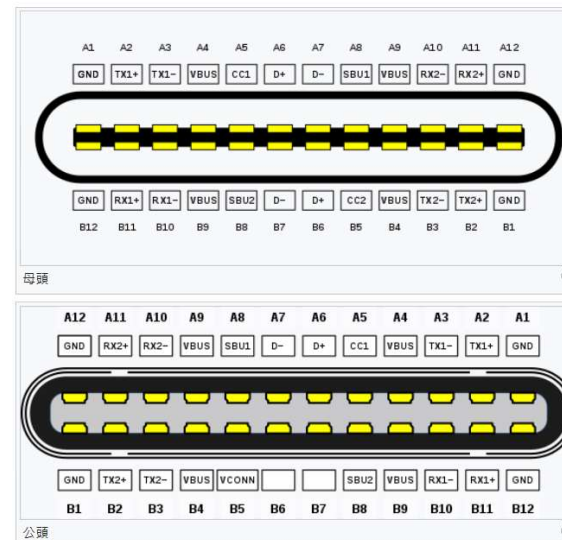 A1 A2 A3 A4 A5 A6 A7 A8 A9 A10 A11 A12
GND TX1+ TX1- VBUS CC1 D+ D- SBU1 VBUS RX2- RX2+ GND
GND RX1+ RX1- VBUS SBU2 D- D+ CC2 VBUS TX2- TX2+ GND
B12 B11 B10 B9 B8 B7 B6 B5 B4 B3 B2 B1
母頭
A12 A11 A10 A9 A8 A7 A6 A5 A4 A3 A2 A1
GND RX2+ RX2- VBUS SBU1 D- D+ CC1 VBUS TX1- TX1+ GND
GND TX2+ TX2- VBUS VCONN SBU2 VBUS RX1- RX1+ GND
B1 B2 B3 B4 B5 B6 B7 B8 B9 B10 B11 B12
公頭